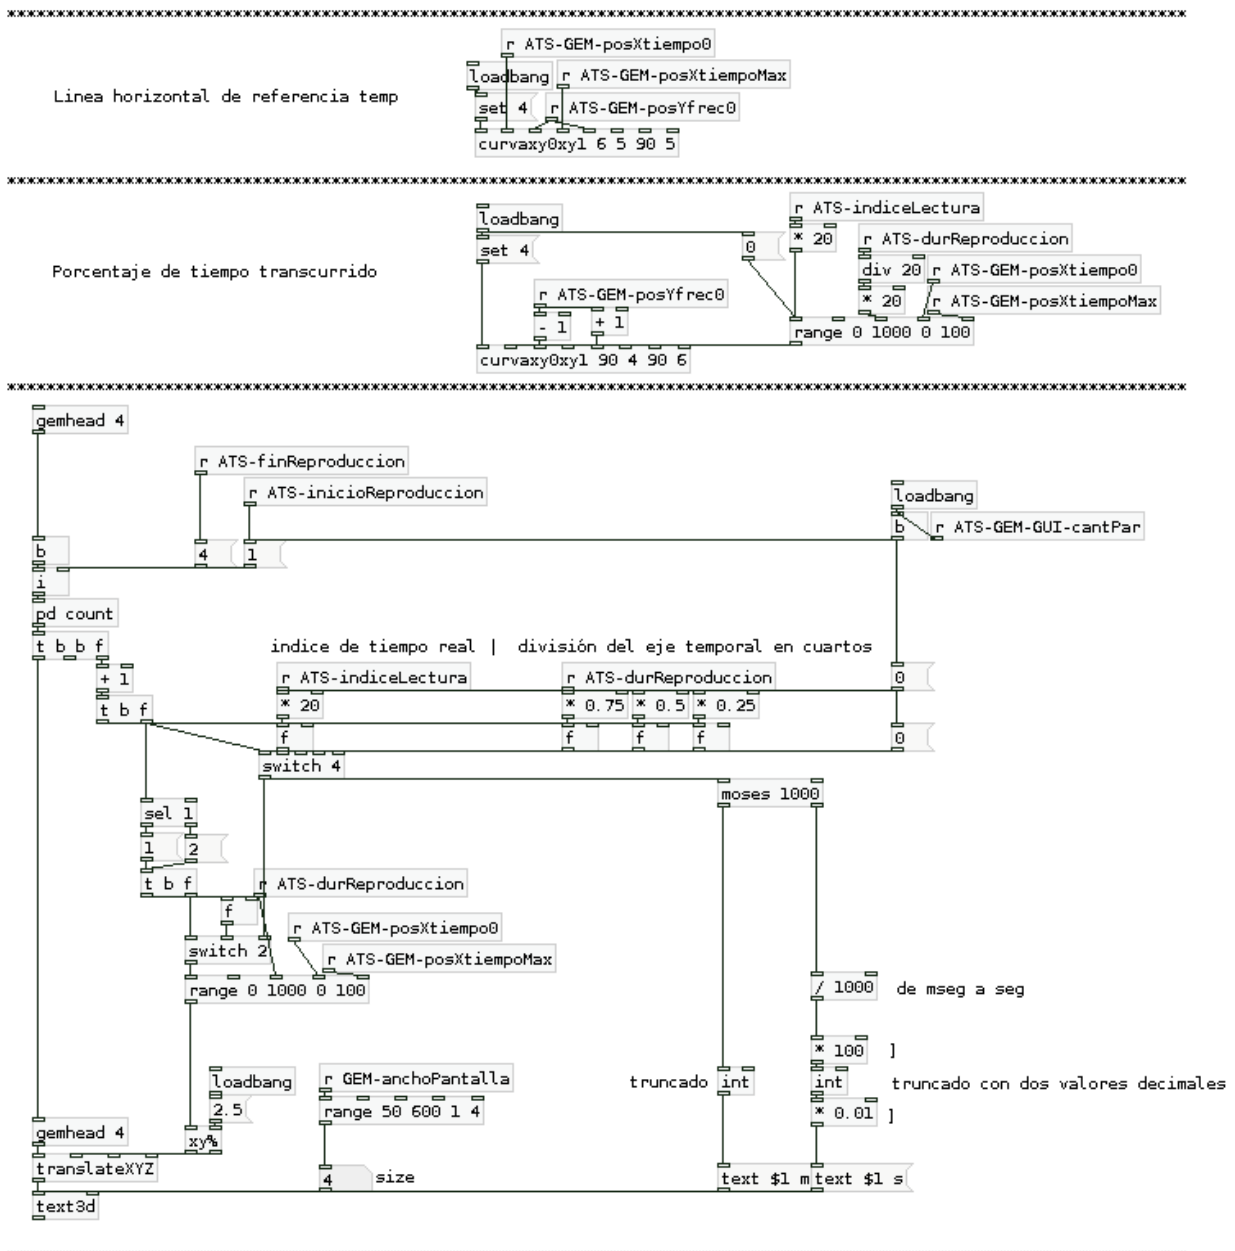 ********************************************************************************
r ATS-GEM-posXtiempo0
loadbang
r ATS-GEM-posXtiempoMax
Linea horizontal de referencia temp
set 4
r ATS-GEM-posYfrec0
curvaxy0xy1 6 5 90 5
********************************************************************************
r ATS-indiceLectura
loadbang
0
* 20
r ATS-durReproduccion
set 4
Porcentaje de tiempo transcurrido
div 20
r ATS-GEM-posXtiempo0
r ATS-GEM-posYfrec0
* 20
r ATS-GEM-posXtiempoMax
- 1
+ 1
range 0 1000 0 100
curvaxy0xy1 90 4 90 6
********************************************************************************
gemhead 4
r ATS-finReproduccion
r ATS-inicioReproduccion
loadbang
b
r ATS-GEM-GUI-cantPar
b
4
1
i
pd count
t b b f
indice de tiempo real | división del eje temporal en cuartos
+ 1
r ATS-indiceLectura
r ATS-durReproduccion
0
t b f
* 20
* 0.75
* 0.5
* 0.25
f
f
f
f
0
switch 4
moses 1000
sel 1
1
2
t b f
r ATS-durReproduccion
f
r ATS-GEM-posXtiempo0
switch 2
r ATS-GEM-posXtiempoMax
range 0 1000 0 100
/ 1000
de mseg a seg
* 100
]
loadbang
r GEM-anchoPantalla
truncado
int
int
truncado con dos valores decimales
2.5
range 50 600 1 4
* 0.01
]
gemhead 4
xy%
translateXYZ
4
size
text $1 m
text $1 s
text3d